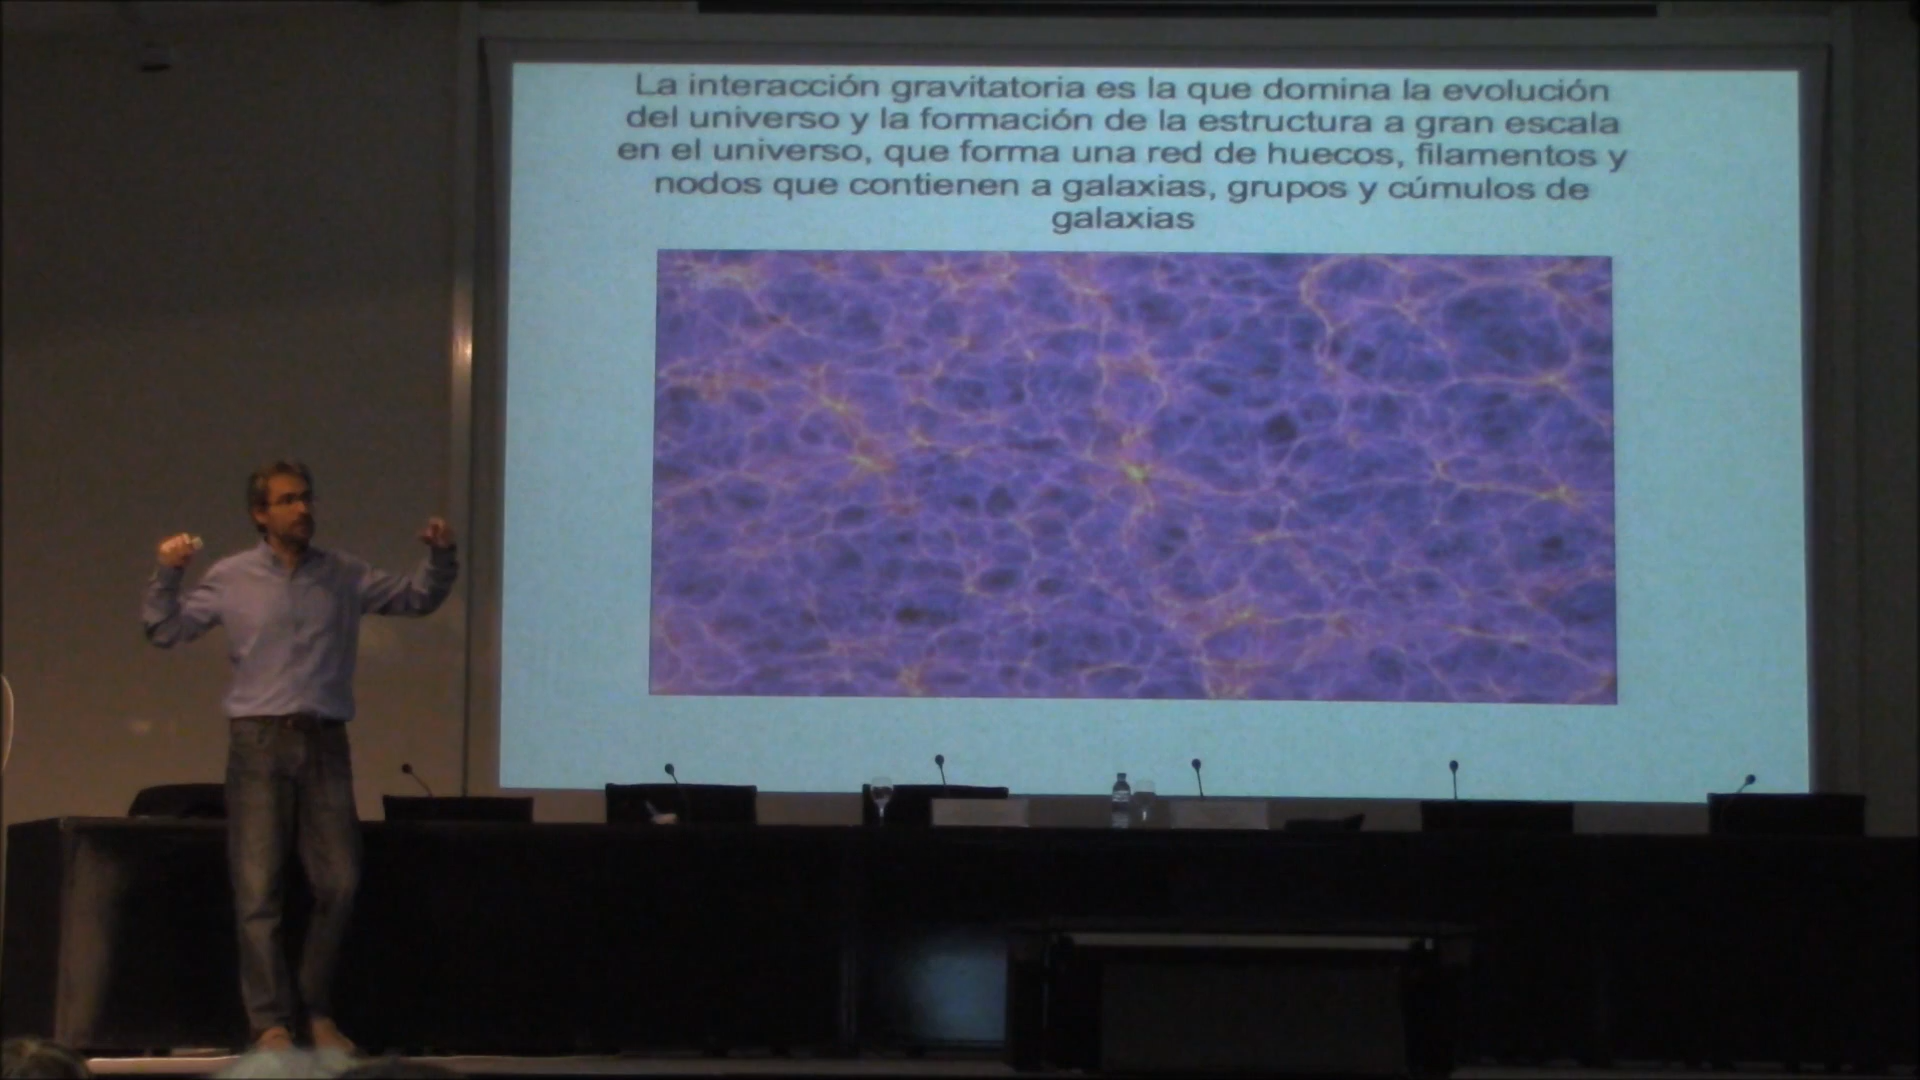 La interacción gravitatoria es la que domina la evolución
del universo y la formación de la estructura a gran escala
en el universo, que forma una red de huecos, filamentos y
nodos que contienen a galaxias, grupos y cúmulos de
galaxias